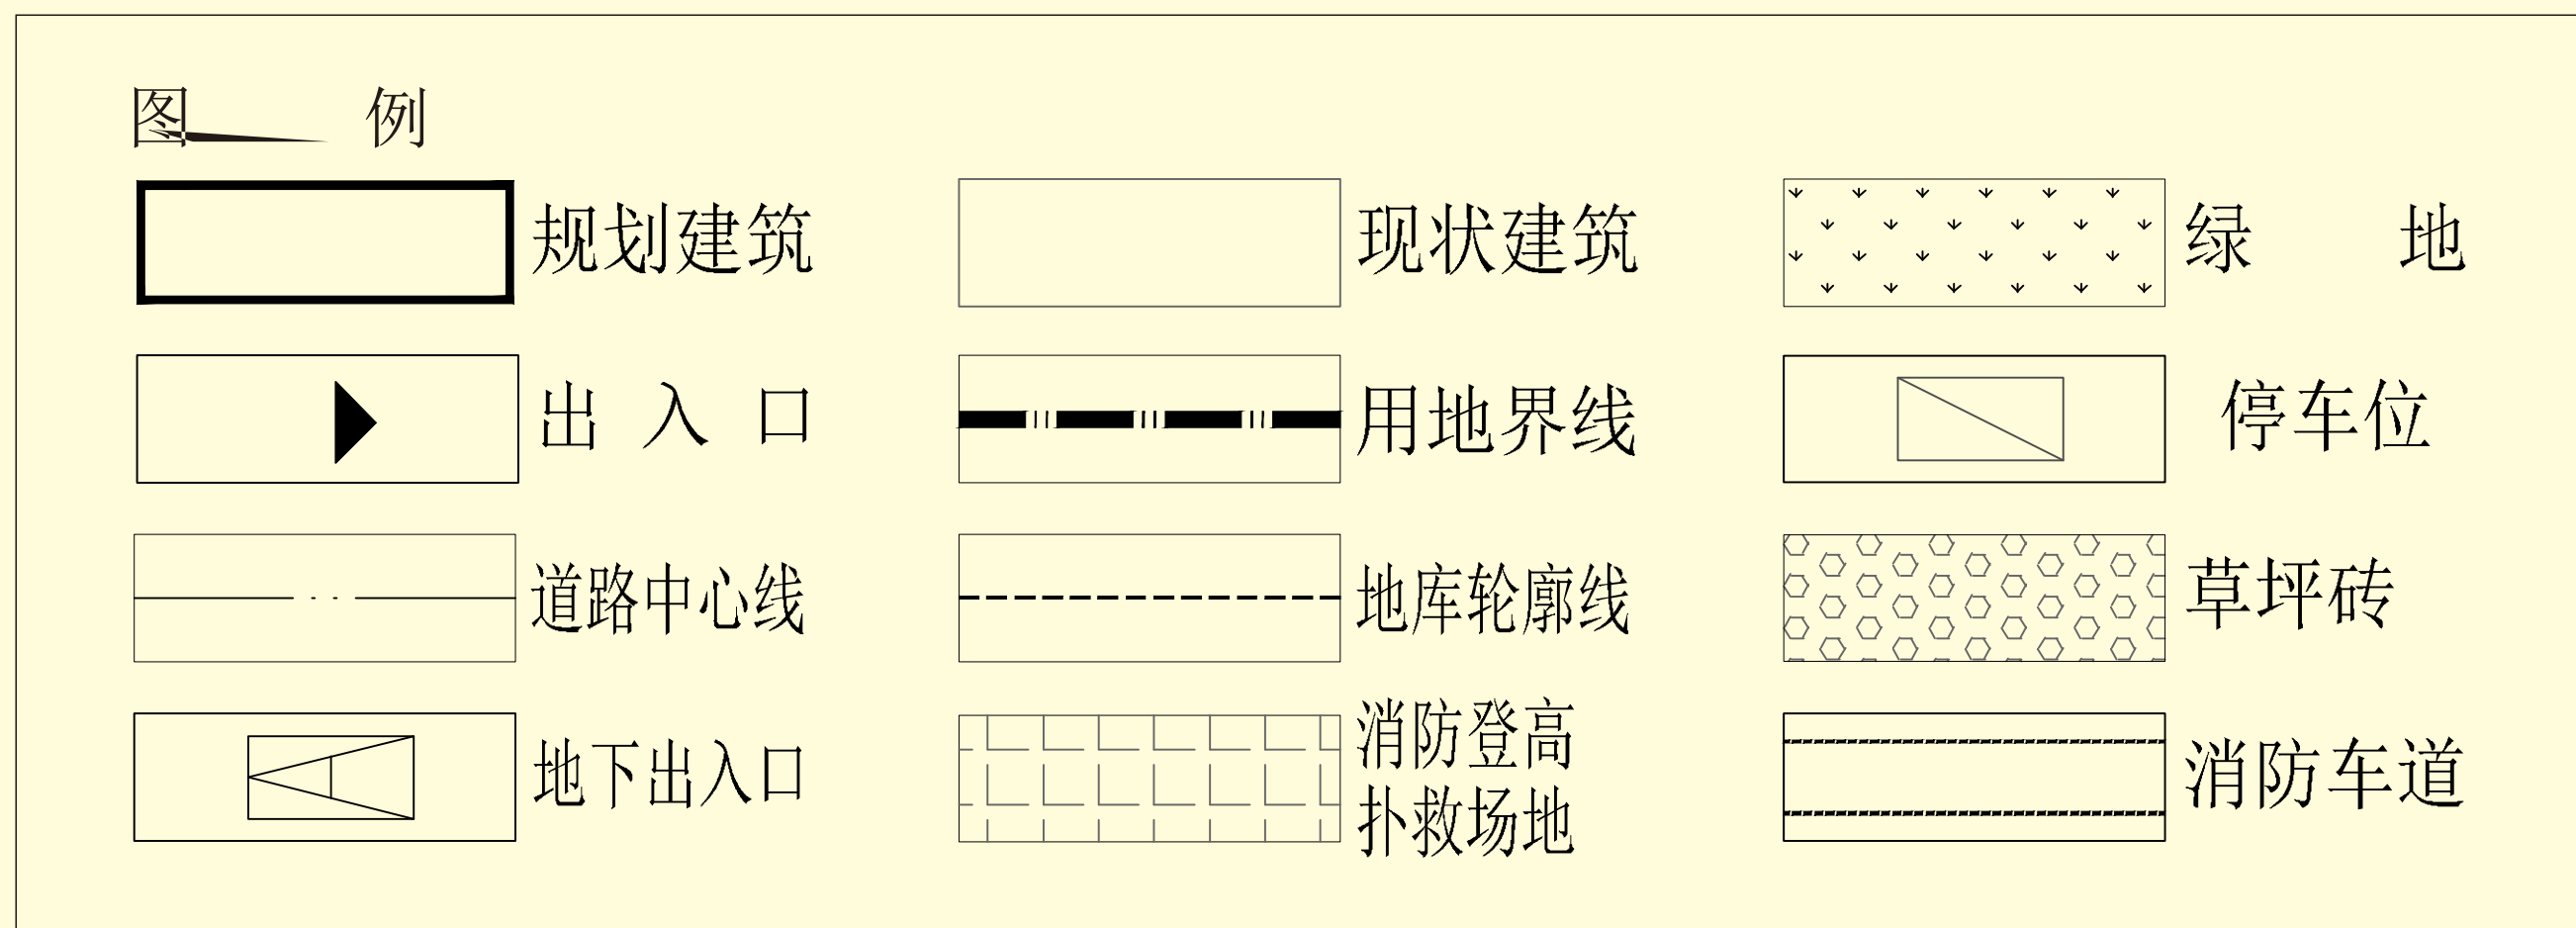 图 例
规划建筑
现状建筑
绿 地
出 入 口
用地界线
停车位
道路中心线
地库轮廓线
草坪砖
地下出入口
消防登高
扑救场地
消防车道